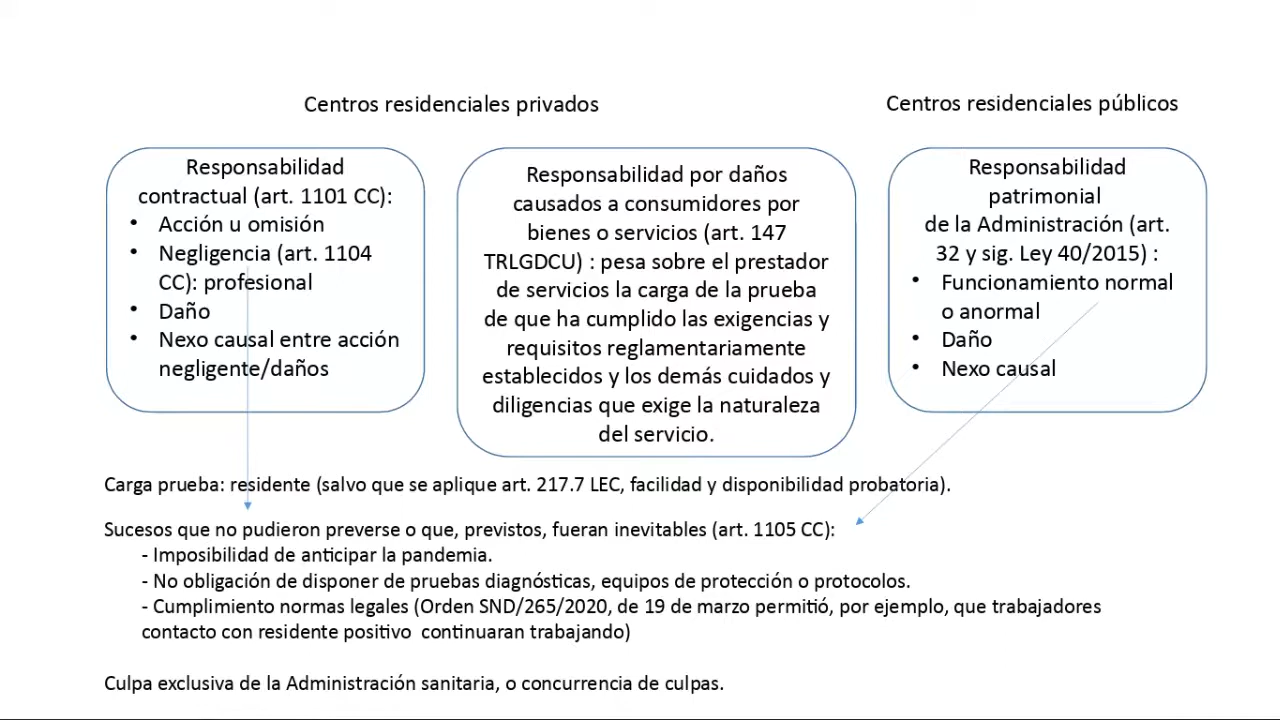 Centros residenciales privados
Centros residenciales públicos
Responsabilidad
contractual (art. 1101 CC):
• Acción u omisión
• Negligencia (art. 1104
CC): profesional
• Daño
• Nexo causal entre acción
negligente/daños
Responsabilidad por daños
causados a consumidores por
bienes o servicios (art. 147
TRLGDCU) : pesa sobre el prestador
de servicios la carga de la prueba
de que ha cumplido las exigencias y
requisitos reglamentariamente
establecidos y los demás cuidados y
diligencias que exige la naturaleza
del servicio.
Responsabilidad
patrimonial
de la Administración (art.
32 y sig. Ley 40/2015) :
• Funcionamiento normal
o anormal
• Daño
• Nexo causal
Carga prueba: residente (salvo que se aplique art. 217.7 LEC, facilidad y disponibilidad probatoria).
Sucesos que no pudieron preverse o que, previstos, fueran inevitables (art. 1105 CC):
- Imposibilidad de anticipar la pandemia.
- No obligación de disponer de pruebas diagnósticas, equipos de protección o protocolos.
- Cumplimiento normas legales (Orden SND/265/2020, de 19 de marzo permitió, por ejemplo, que trabajadores
contacto con residente positivo continuaran trabajando)
Culpa exclusiva de la Administración sanitaria, o concurrencia de culpas.